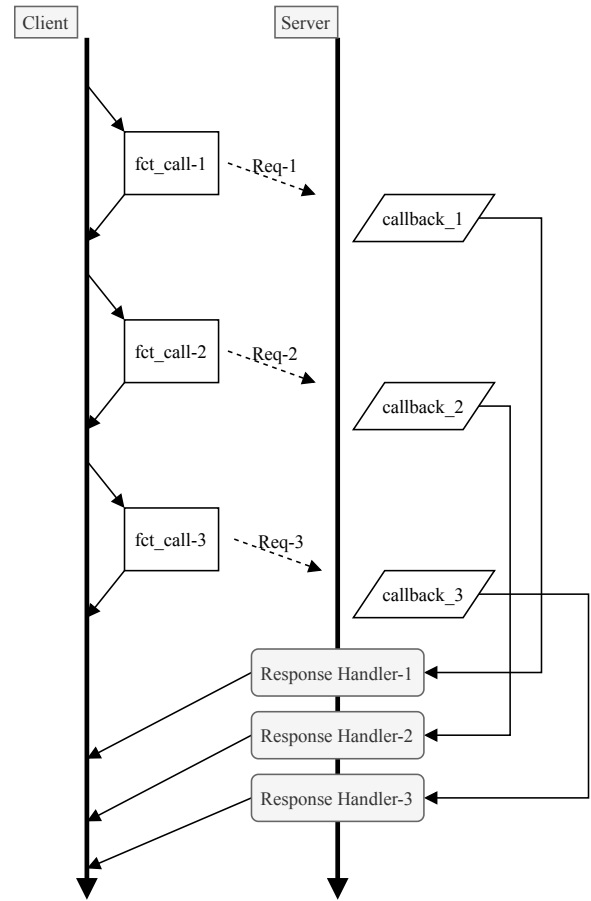 Client
Server
fct_call-1
Req-1
callback_1
fct_call-2
Req-2
callback_2
fct_call-3
Req-3
callback_3
Response Handler-1
Response Handler-2
Response Handler-3